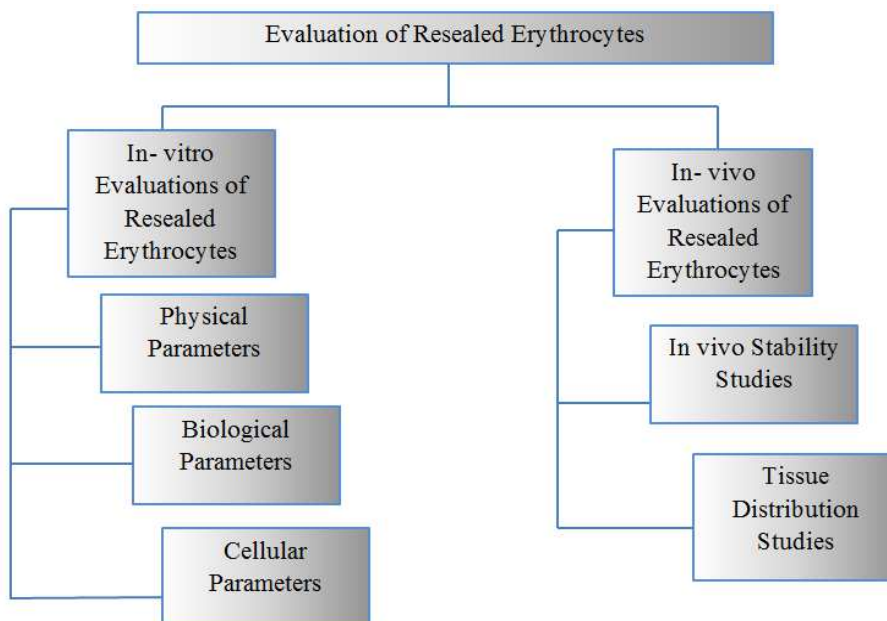 Evaluation of Resealed Erythrocytes
In- vitro
Evaluations of
Resealed
Erythrocytes
Physical
Parameters
Biological
Parameters
Cellular
Parameters
In- vivo
Evaluations of
Resealed
Erythrocytes
In vivo Stability
Studies
Tissue
Distribution
Studies